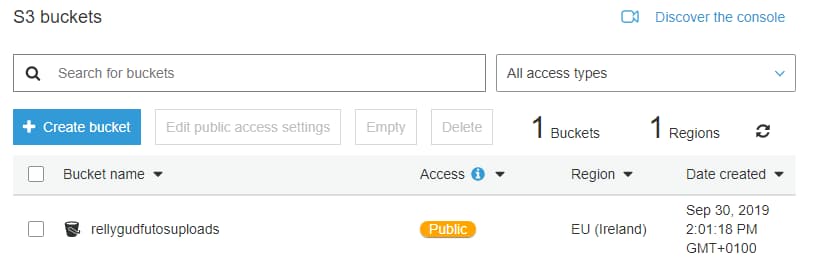 S3 buckets
Discover the console
Search for buckets
All access types
+ Create bucket
Edit public access settings
Empty
Delete
1 Buckets
1 Regions
Bucket name
Access
Region
Date created
rellygudfutosuploads
Public
EU (Ireland)
Sep 30, 2019
2:01:18 PM
GMT+0100